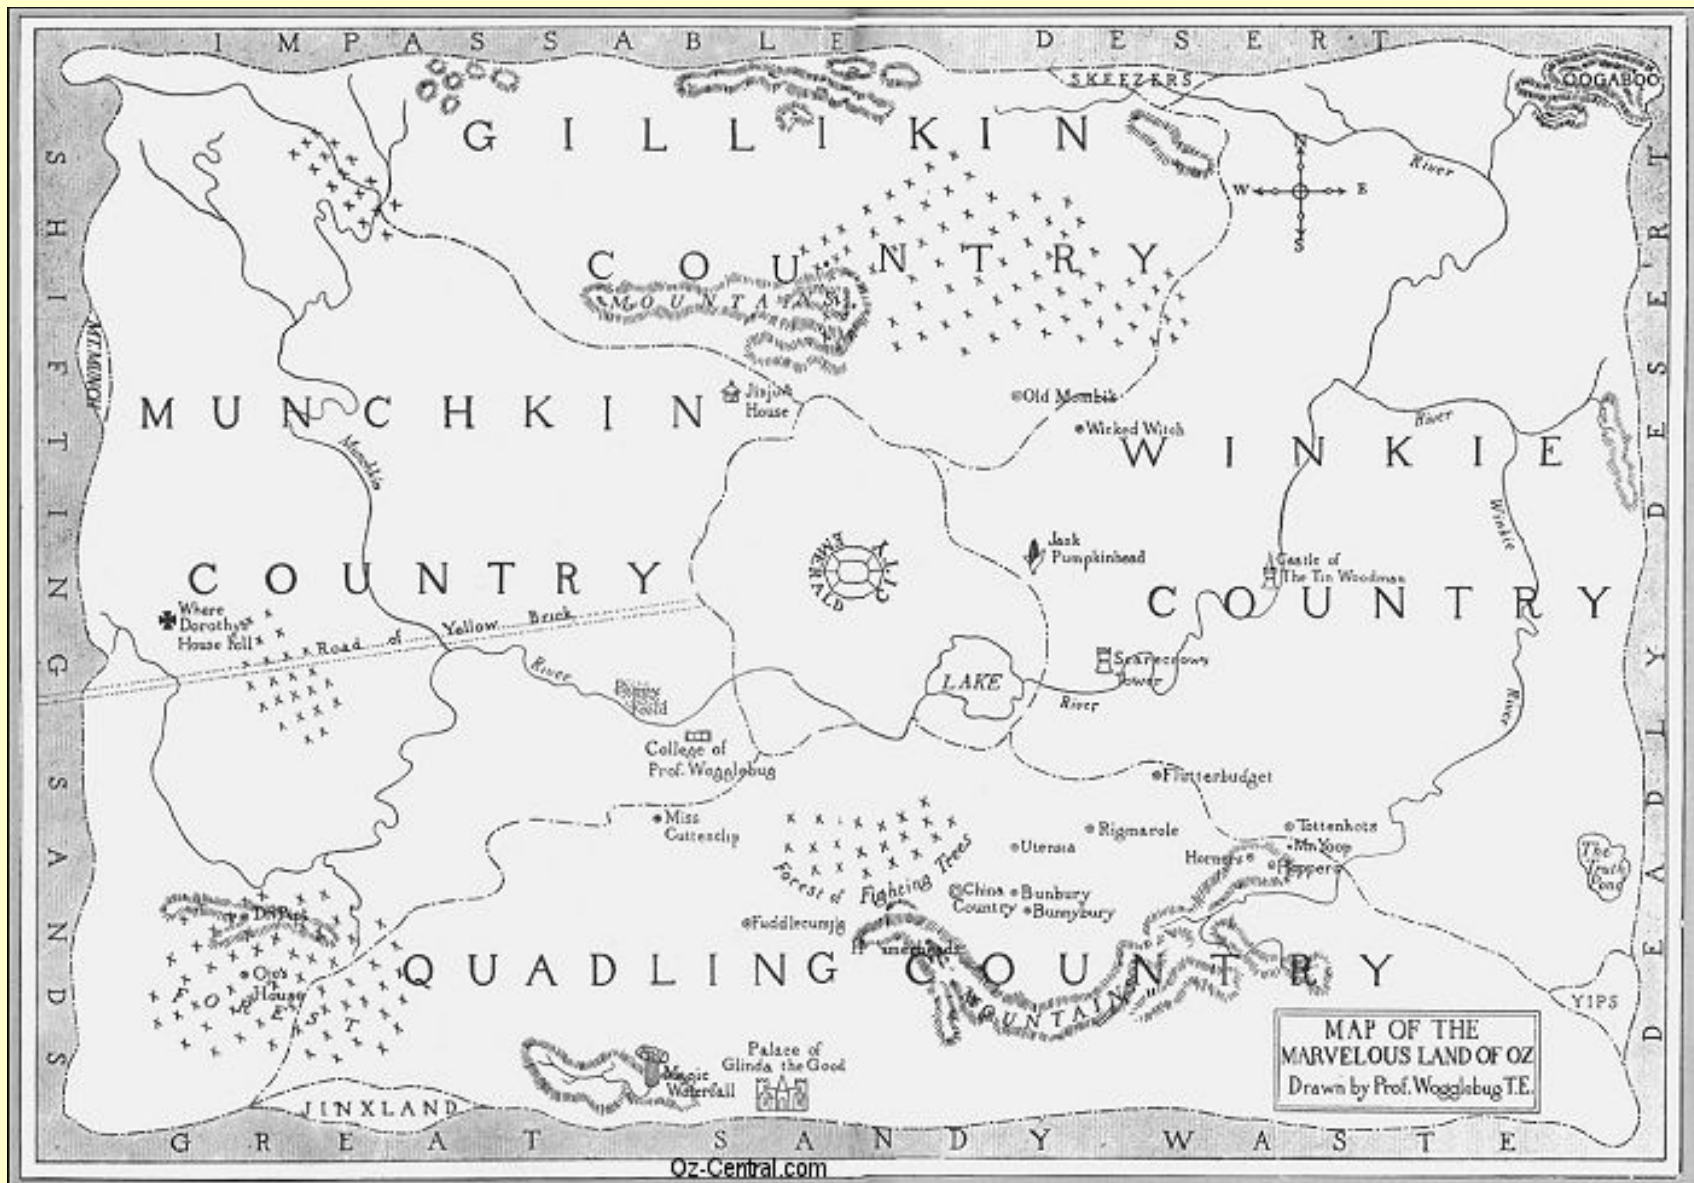 IMPASSABLE DESERT
SKEEZERS
OOGABOO
GILLIKIN
COUNTRY
MOUNTAINS
River
N
W E
S
SHIFTING SANDS
MT. MUNCH
MUNCHKIN
COUNTRY
Munchkin
River
Jinjur's
House
Old Mombi's
Wicked Witch
WINKIE
COUNTRY
River
Winkie
River
DEADLY DESERT
EMERALD
CITY
Jack
Pumpkinhead
Castle of
The Tin Woodman
Where
Dorothy's
House Fell
Road of Yellow Brick
LAKE
River
Scarecrows
Tower
College of
Prof. Wogglebug
Miss
Cuttenclip
Flutterbudget
Rigmarole
Utensia
Tottenhots
Mr. Yoop
Horners
Hoppers
The
Truth
Pond
Forest of Fighting Trees
China
Country
Bunbury
Bunnybury
Fuddlecumjig
QUADLING COUNTRY
MOUNTAINS
Dr. Pipt
Ojo's
House
FOREST
YIPS
Magic
Waterfall
Palace of
Glinda the Good
JINXLAND
MAP OF THE
MARVELOUS LAND OF OZ
Drawn by Prof. Wogglebug T.E.
GREAT SANDY WASTE
Oz-Central.com